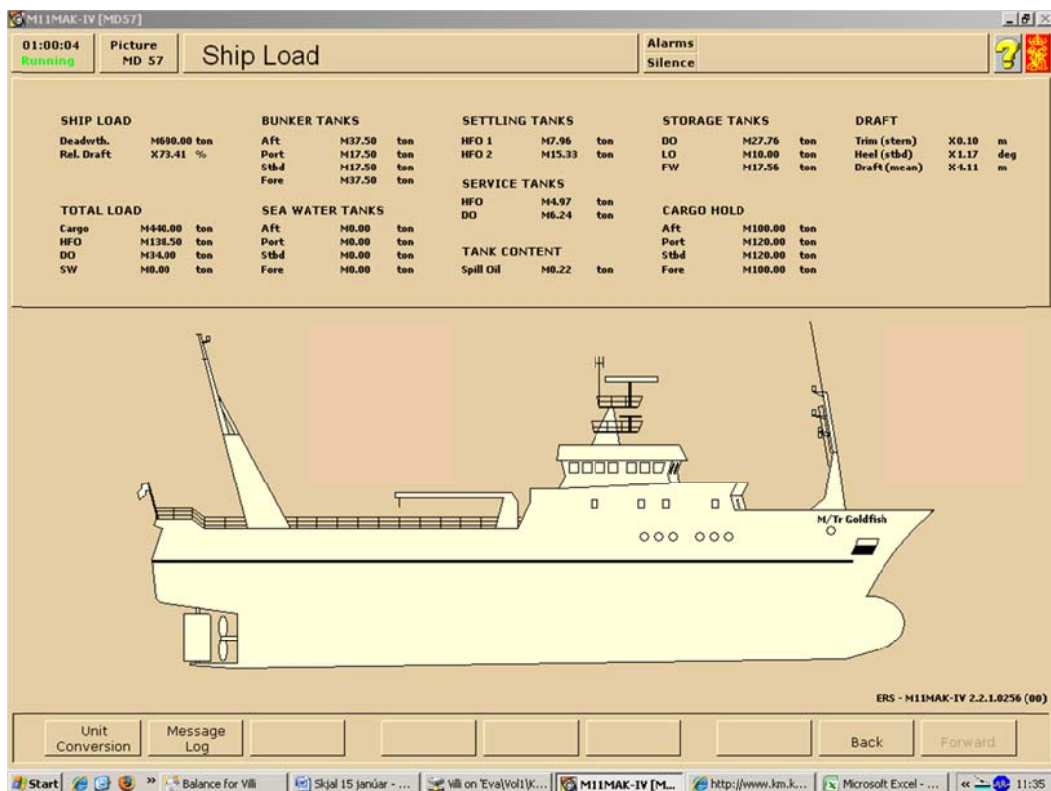 M11MAK-IV [MD57]
01:00:04
Running
Picture
MD 57
Ship Load
Alarms
Silence
SHIP LOAD
Deadwth. M690.00 ton
Rel. Draft X73.41 %
TOTAL LOAD
Cargo M440.00 ton
HFO M138.50 ton
DO M34.00 ton
SW M0.00 ton
BUNKER TANKS
Aft M37.50 ton
Port M17.50 ton
Stbd M17.50 ton
Fore M37.50 ton
SEA WATER TANKS
Aft M0.00 ton
Port M0.00 ton
Stbd M0.00 ton
Fore M0.00 ton
SETTLING TANKS
HFO 1 M7.96 ton
HFO 2 M15.33 ton
SERVICE TANKS
HFO M4.97 ton
DO M6.24 ton
TANK CONTENT
Spill Oil M0.22 ton
STORAGE TANKS
DO M27.76 ton
LO M10.00 ton
FW M17.56 ton
CARGO HOLD
Aft M100.00 ton
Port M120.00 ton
Stbd M120.00 ton
Fore M100.00 ton
DRAFT
Trim (stern) X0.10 m
Heel (stbd) X1.17 deg
Draft (mean) X4.11 m
M/Tr Goldfish
ERS - M11MAK-IV 2.2.1.0256 (00)
Unit
Conversion
Message
Log
Back
Forward
Start
Balance for Villi
Skjal 15 janúar - ...
Villi on 'Eva\Vol1\K...
M11MAK-IV [M...
http://www.km.k...
Microsoft Excel - ...
11:35